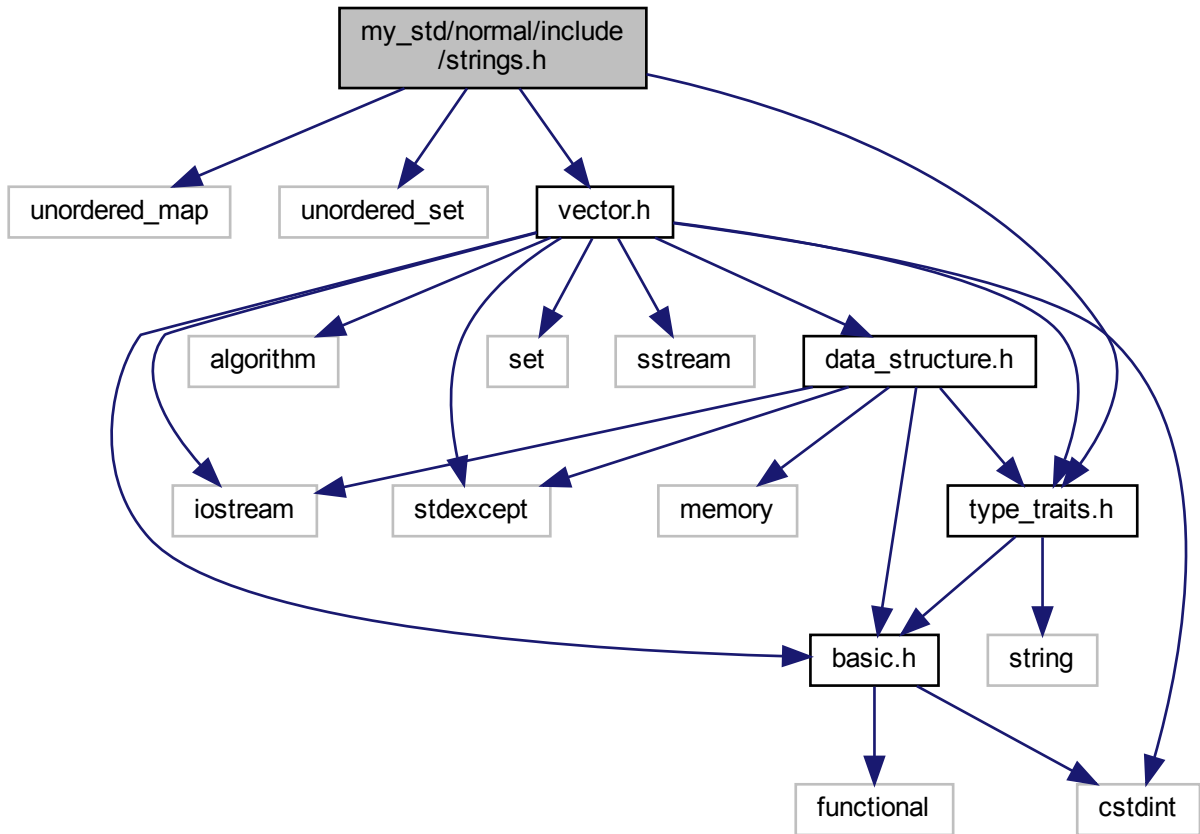 my_std/normal/include
/strings.h
unordered_map
unordered_set
vector.h
algorithm
set
sstream
data_structure.h
iostream
stdexcept
memory
type_traits.h
basic.h
string
functional
cstdint